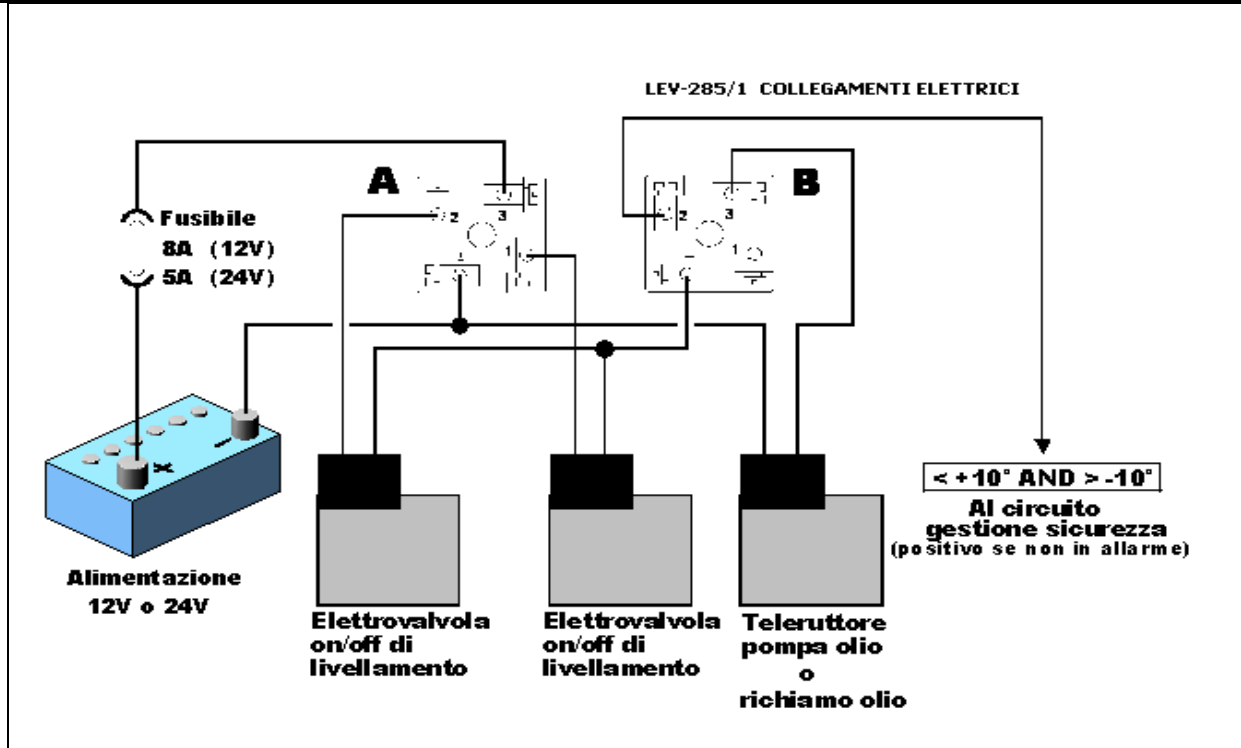 LEV-285/1 COLLEGAMENTI ELETTRICI
A
B
2
3
1
2
3
1
Fusibile
8A (12V)
5A (24V)
+
-
Alimentazione
12V o 24V
Elettrovalvola
on/off di
livellamento
Elettrovalvola
on/off di
livellamento
Teleruttore
pompa olio
o
richiamo olio
< +10° AND > -10°
Al circuito
gestione sicurezza
(positivo se non in allarme)